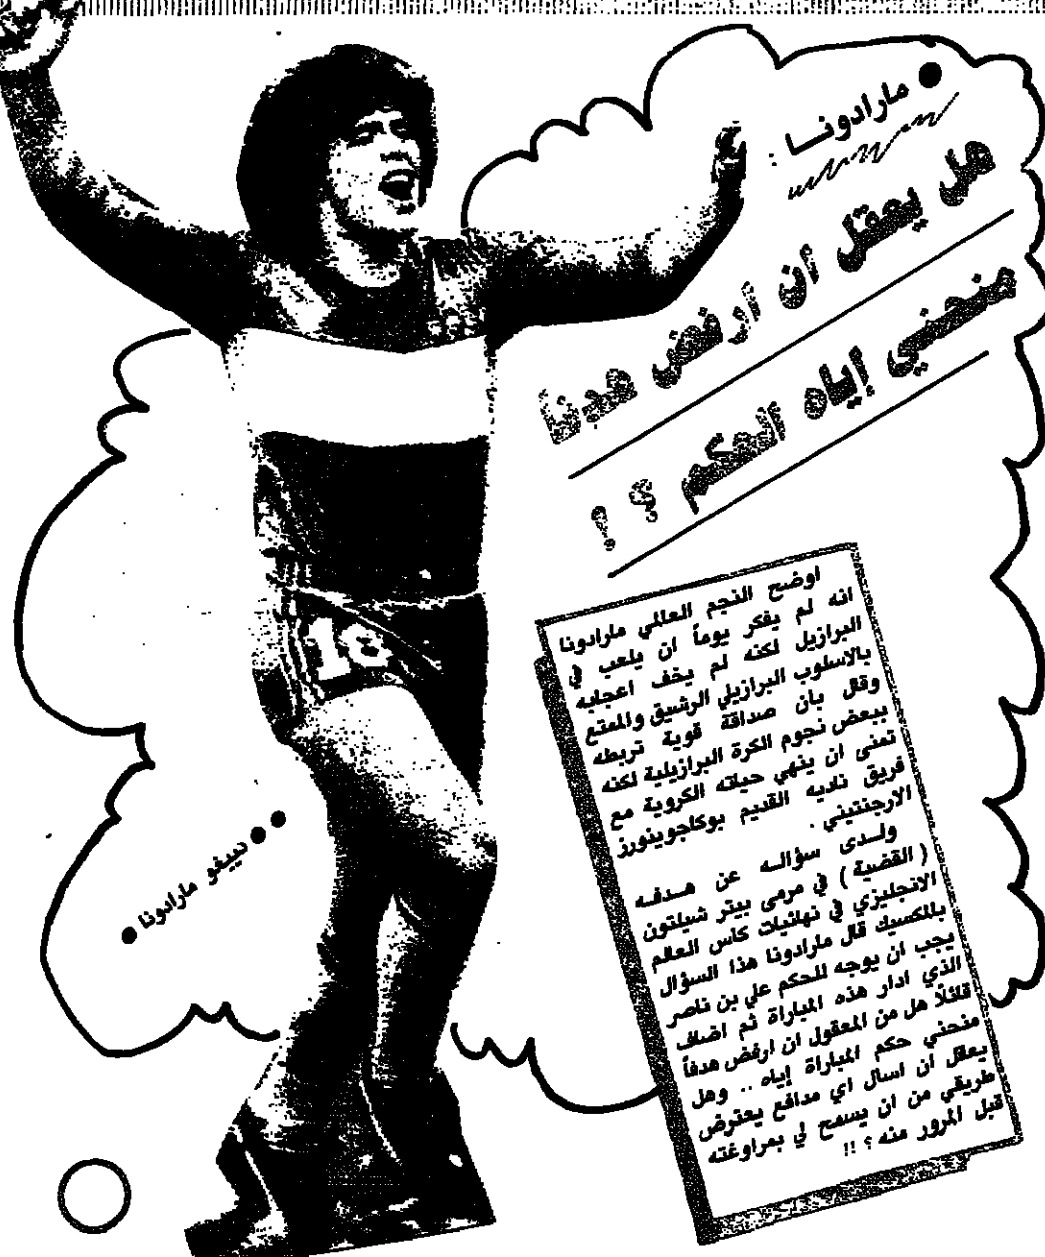 ● مارادونــا :
هل يعقل ان ارفض هدفاً
منحني إياه الحكم ؟ !
اوضح النجم العالمي مارادونا
انه لم يفكر يوماً ان يلعب في
البرازيل لكنه لم يخف اعجابه
بالاسلوب البرازيلي الرشيق والممتع
وقال بان صداقة قوية تربطه
ببعض نجوم الكرة البرازيلية لكنه
تمنى ان ينهي حياته الكروية مع
فريق ناديه القديم بوكاجوينورز
الارجنتيني .
ولــدى سؤالــه عن هــدفــه
( القضية ) في مرمى بيتر شيلتون
الانجليزي في نهائيات كاس العالم
بالمكسيك قال مارادونا هذا السؤال
يجب ان يوجه للحكم علي بن ناصر
الذي ادار هذه المباراة ثم اضاف
قائلاً هل من المعقول ان ارفض هدفاً
منحني حكم المباراة إياه .. وهل
يعقل ان اسال اي مدافع يعترض
طريقي من ان يسمح لي بمراوغته
قبل المرور منه ؟ !!
● ● دييغو مارادونا ●